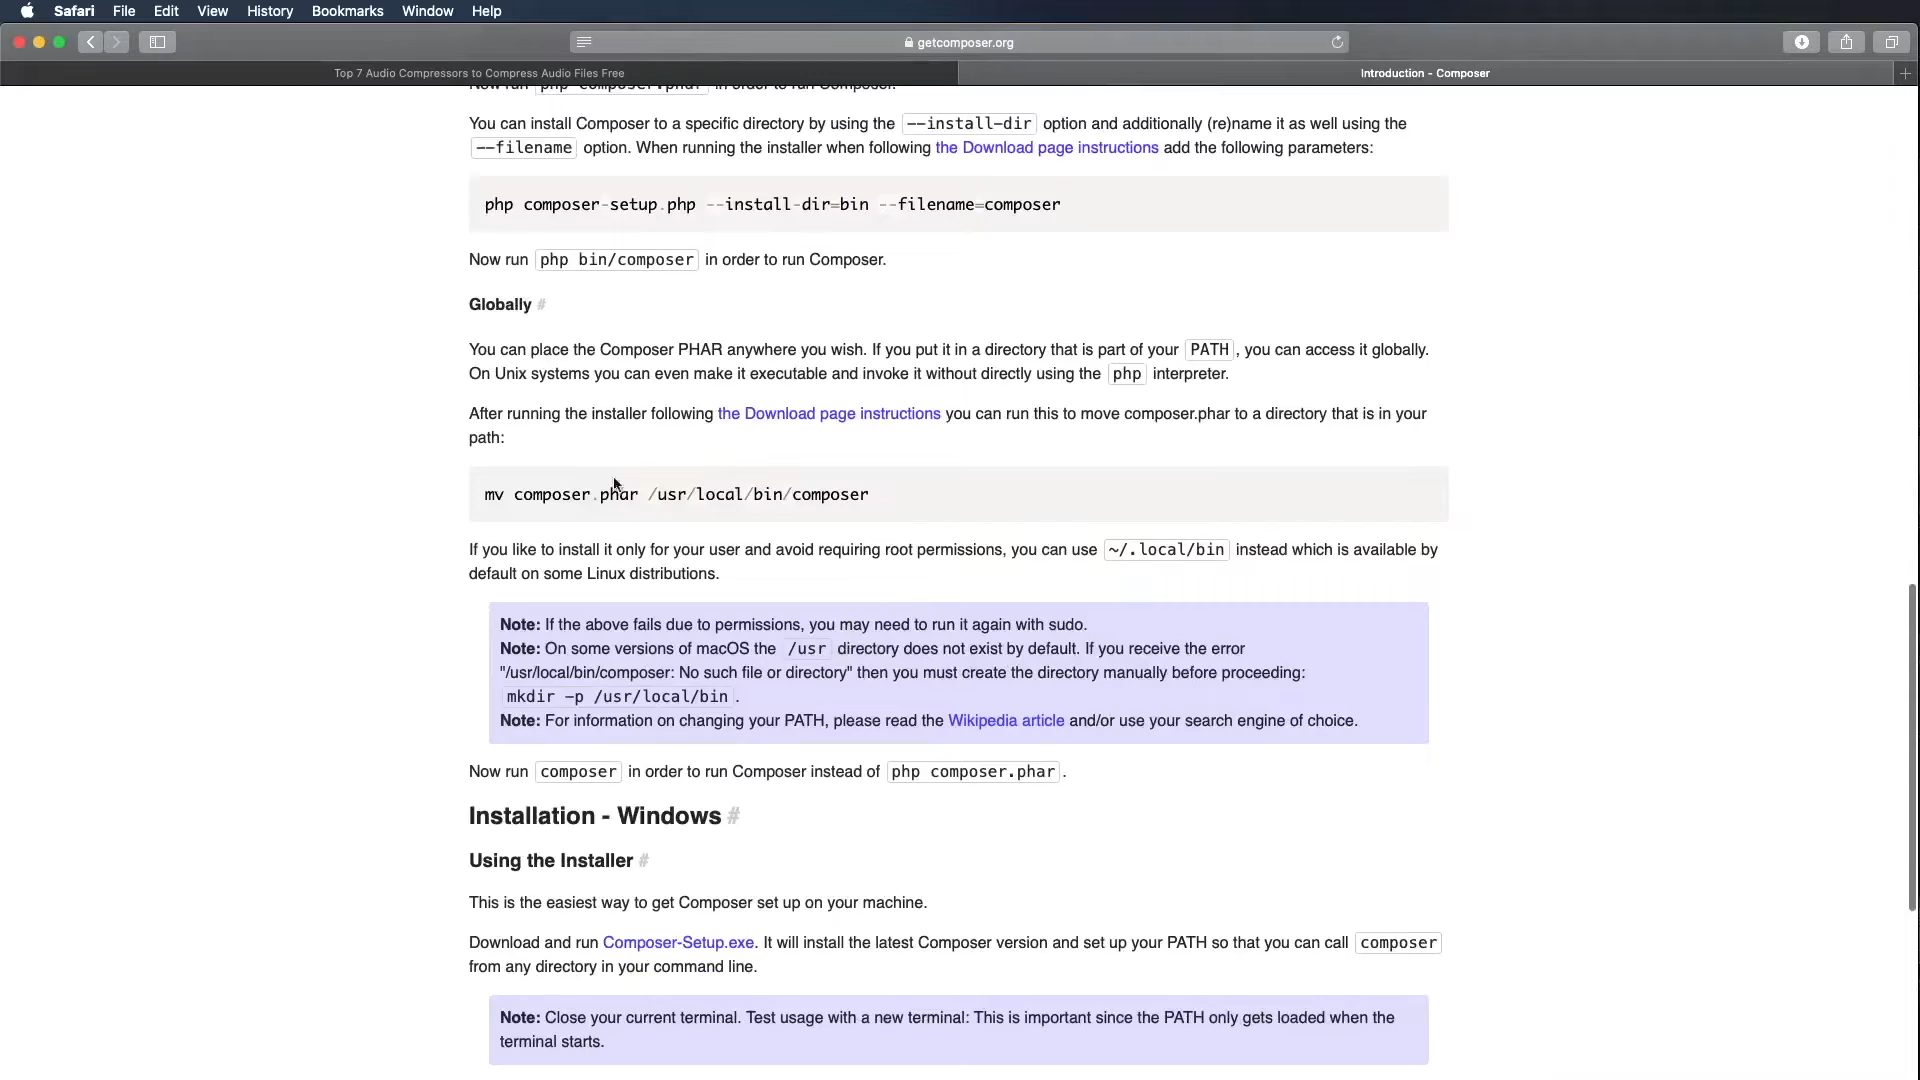 Safari File Edit View History Bookmarks Window Help
getcomposer.org
Top 7 Audio Compressors to Compress Audio Files Free
Introduction - Composer
Now run php composer.phar in order to run Composer.
You can install Composer to a specific directory by using the --install-dir option and additionally (re)name it as well using the
--filename option. When running the installer when following the Download page instructions add the following parameters:
php composer-setup.php --install-dir=bin --filename=composer
Now run php bin/composer in order to run Composer.
Globally #
You can place the Composer PHAR anywhere you wish. If you put it in a directory that is part of your PATH, you can access it globally.
On Unix systems you can even make it executable and invoke it without directly using the php interpreter.
After running the installer following the Download page instructions you can run this to move composer.phar to a directory that is in your
path:
mv composer.phar /usr/local/bin/composer
If you like to install it only for your user and avoid requiring root permissions, you can use ~/.local/bin instead which is available by
default on some Linux distributions.
Note: If the above fails due to permissions, you may need to run it again with sudo.
Note: On some versions of macOS the /usr directory does not exist by default. If you receive the error
"/usr/local/bin/composer: No such file or directory" then you must create the directory manually before proceeding:
mkdir -p /usr/local/bin.
Note: For information on changing your PATH, please read the Wikipedia article and/or use your search engine of choice.
Now run composer in order to run Composer instead of php composer.phar.
Installation - Windows #
Using the Installer #
This is the easiest way to get Composer set up on your machine.
Download and run Composer-Setup.exe. It will install the latest Composer version and set up your PATH so that you can call composer
from any directory in your command line.
Note: Close your current terminal. Test usage with a new terminal: This is important since the PATH only gets loaded when the
terminal starts.